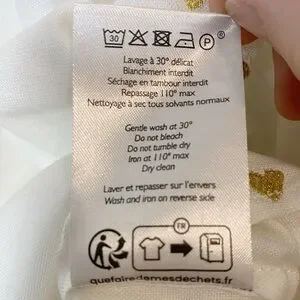 30 P
Lavage à 30° délicat
Blanchiment interdit
Séchage en tambour interdit
Repassage 110° max
Nettoyage à sec tous solvants normaux
Gentle wash at 30°
Do not bleach
Do not tumble dry
Iron at 110° max
Dry clean
Laver et repasser sur l'envers
Wash and iron on reverse side
FR
quefairedemesdechets.fr